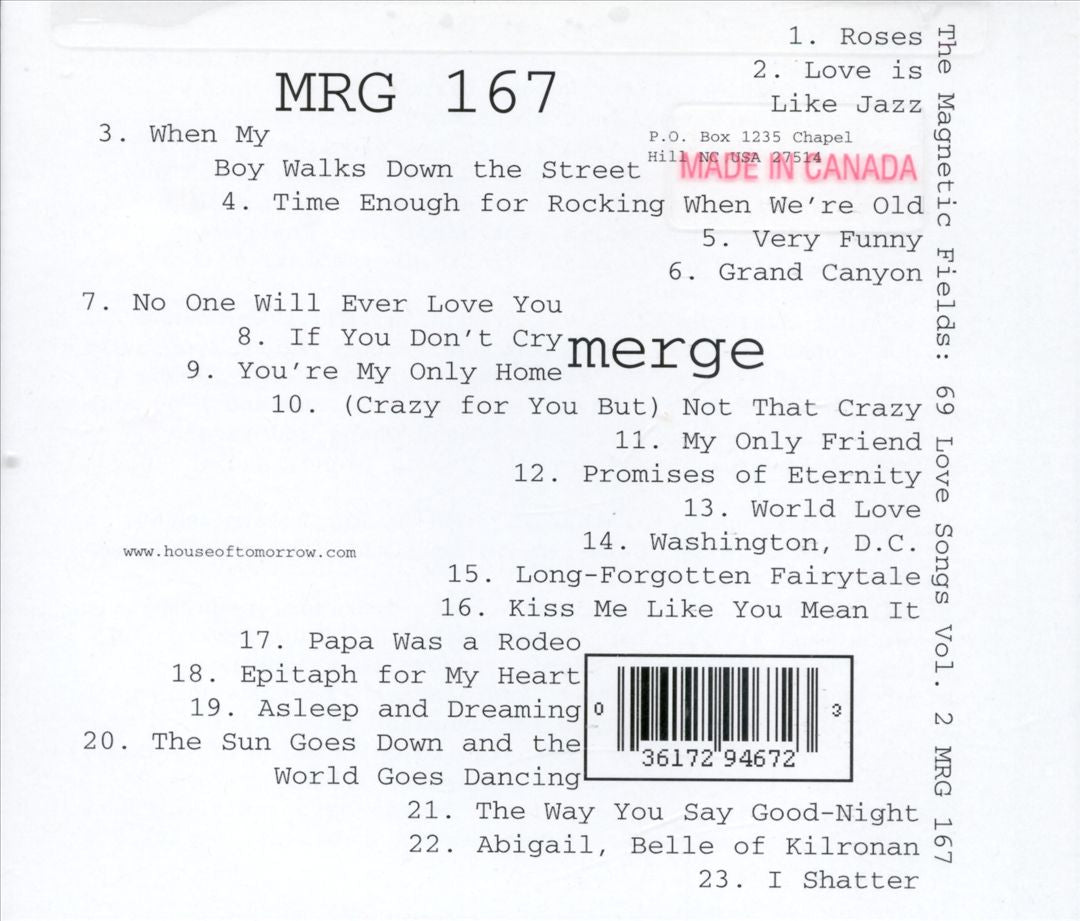 1. Roses
2. Love is
Like Jazz
MRG 167
3. When My
Boy Walks Down the Street
P.O. Box 1235 Chapel
Hill NC USA 27514
MADE IN CANADA
4. Time Enough for Rocking When We're Old
5. Very Funny
6. Grand Canyon
7. No One Will Ever Love You
8. If You Don't Cry
9. You're My Only Home
merge
10. (Crazy for You But) Not That Crazy
11. My Only Friend
12. Promises of Eternity
13. World Love
14. Washington, D.C.
www.houseoftomorrow.com
15. Long-Forgotten Fairytale
16. Kiss Me Like You Mean It
17. Papa Was a Rodeo
18. Epitaph for My Heart
19. Asleep and Dreaming
20. The Sun Goes Down and the
World Goes Dancing
0 36172 94672 3
21. The Way You Say Good-Night
22. Abigail, Belle of Kilronan
23. I Shatter
The Magnetic Fields: 69 Love Songs Vol. 2 MRG 167